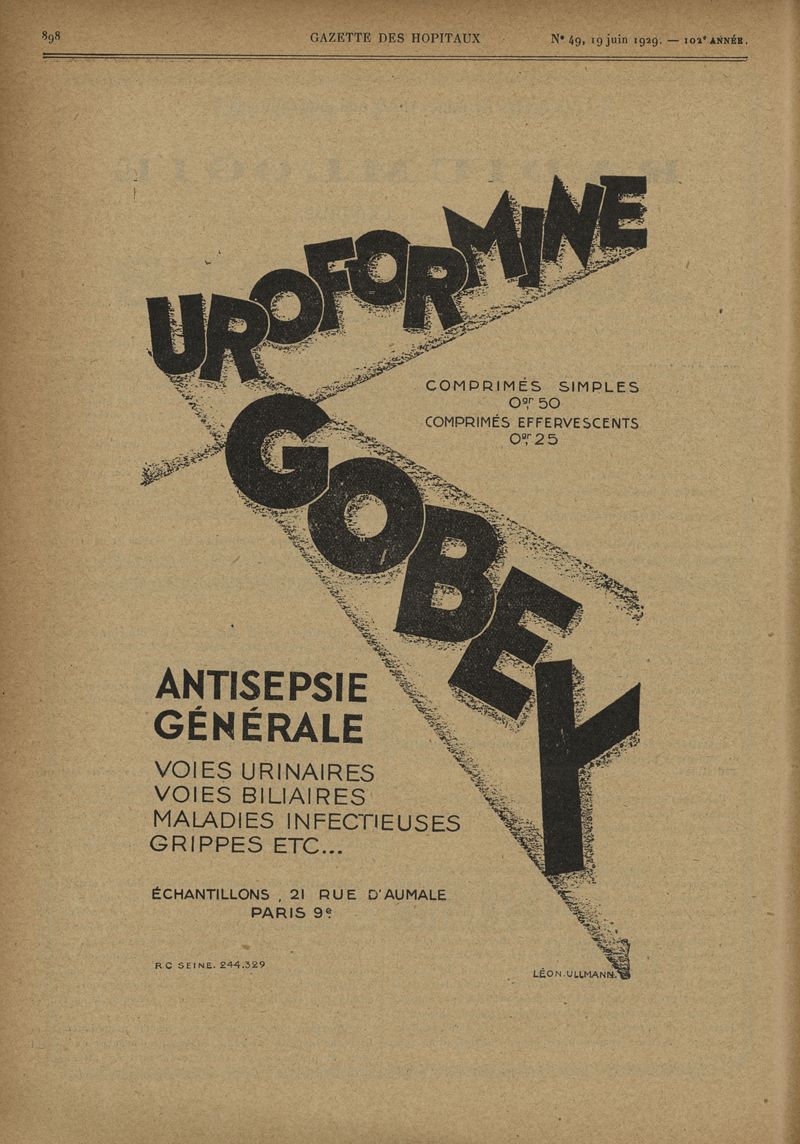 898
GAZETTE DES HOPITAUX
N° 49, 19 juin 1929. — 102e ANNÉE.
UROFORMINE
GOBEY
COMPRIMÉS SIMPLES
0gr, 50
COMPRIMÉS EFFERVESCENTS
0gr, 25
ANTISEPSIE
GÉNÉRALE
VOIES URINAIRES
VOIES BILIAIRES
MALADIES INFECTIEUSES
GRIPPES ETC...
ÉCHANTILLONS, 21 RUE D'AUMALE
PARIS 9e
R C SEINE. 244.329
LÉON.ULLMANN.